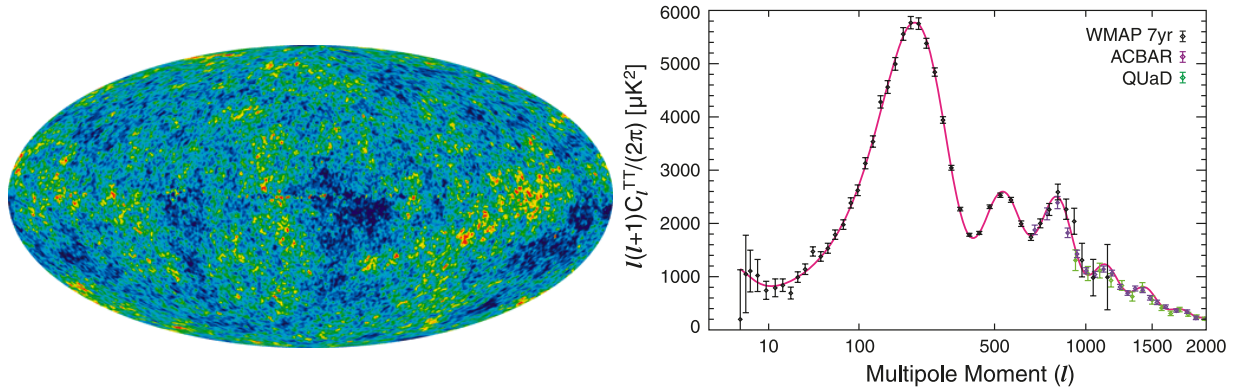 6000
5000
4000
3000
2000
1000
0
l(l+1)C_l^TT/(2π) [μK²]
WMAP 7yr
ACBAR
QUaD
10 100 500 1000 1500 2000
Multipole Moment (l)